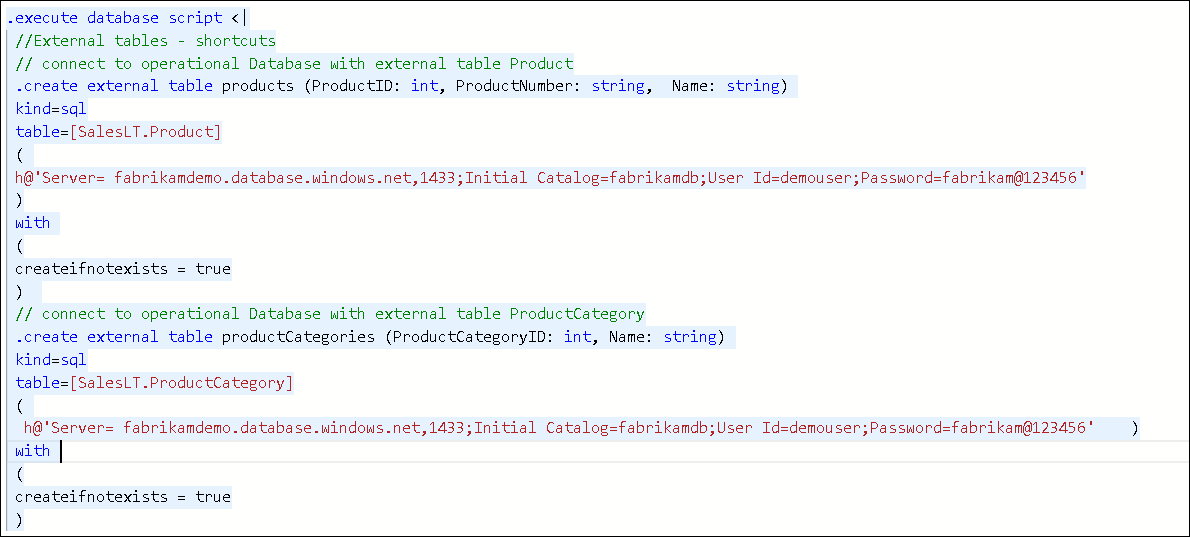 .execute database script <|
//External tables - shortcuts
// connect to operational Database with external table Product
.create external table products (ProductID: int, ProductNumber: string,  Name: string)
kind=sql
table=[SalesLT.Product]
(
h@'Server= fabrikamdemo.database.windows.net,1433;Initial Catalog=fabrikamdb;User Id=demouser;Password=fabrikam@123456'
)
with
(
createifnotexists = true
)
// connect to operational Database with external table ProductCategory
.create external table productCategories (ProductCategoryID: int, Name: string)
kind=sql
table=[SalesLT.ProductCategory]
(
h@'Server= fabrikamdemo.database.windows.net,1433;Initial Catalog=fabrikamdb;User Id=demouser;Password=fabrikam@123456'    )
with
(
createifnotexists = true
)